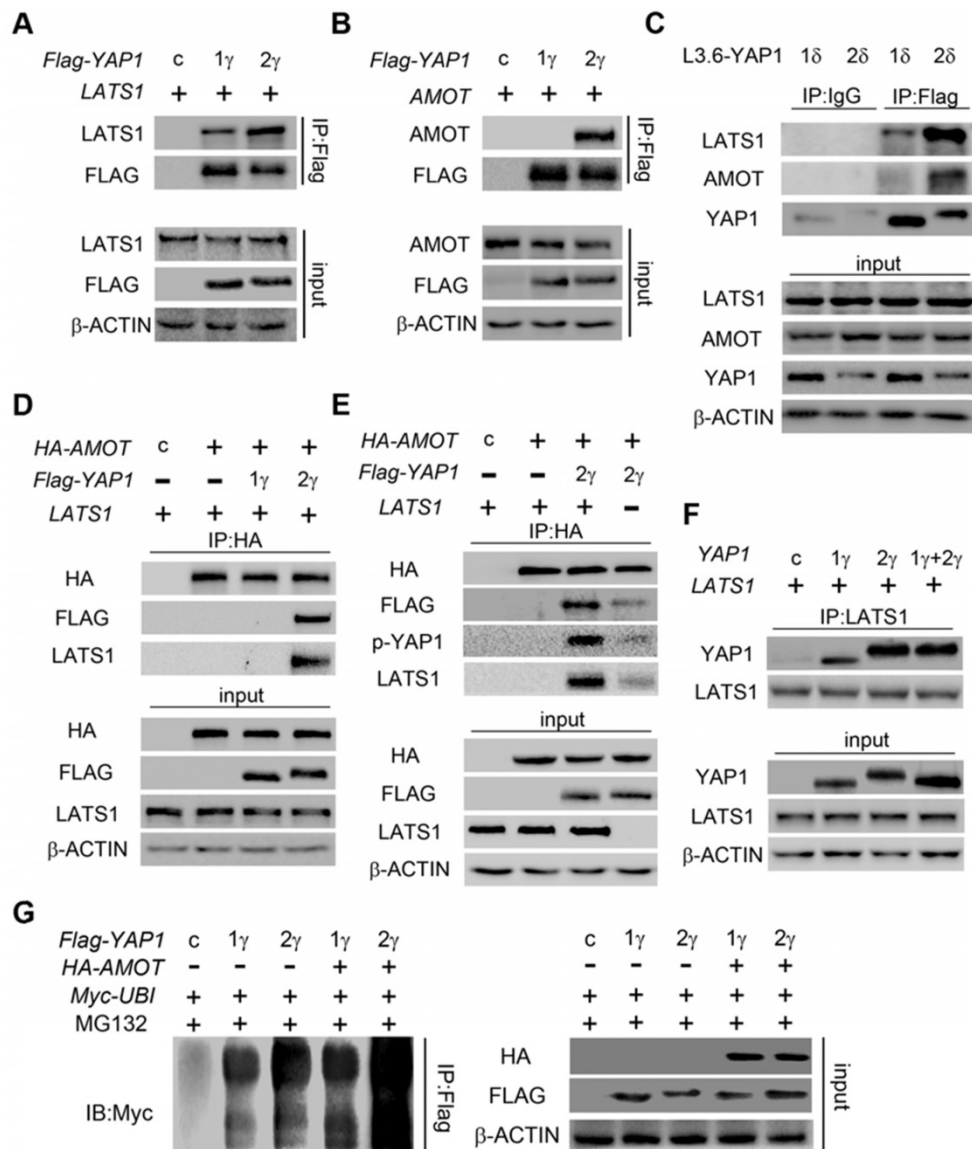 A
Flag-YAP1 c 1γ 2γ
LATS1 + + +
LATS1
FLAG
IP:Flag
LATS1
FLAG
β-ACTIN
input
B
Flag-YAP1 c 1γ 2γ
AMOT + + +
AMOT
FLAG
IP:Flag
AMOT
FLAG
β-ACTIN
input
C
L3.6-YAP1 1δ 2δ 1δ 2δ
IP:IgG IP:Flag
LATS1
AMOT
YAP1
input
LATS1
AMOT
YAP1
β-ACTIN
D
HA-AMOT c + + +
Flag-YAP1 - - 1γ 2γ
LATS1 + + + +
IP:HA
HA
FLAG
LATS1
input
HA
FLAG
LATS1
β-ACTIN
E
HA-AMOT c + + +
Flag-YAP1 - - 2γ 2γ
LATS1 + + + -
IP:HA
HA
FLAG
p-YAP1
LATS1
input
HA
FLAG
LATS1
β-ACTIN
F
YAP1 c 1γ 2γ 1γ+2γ
LATS1 + + + +
IP:LATS1
YAP1
LATS1
input
YAP1
LATS1
β-ACTIN
G
Flag-YAP1 c 1γ 2γ 1γ 2γ
HA-AMOT - - - + +
Myc-UBI + + + + +
MG132 + + + + +
IB:Myc
IP:Flag
c 1γ 2γ 1γ 2γ
- - - + +
+ + + + +
+ + + + +
HA
FLAG
β-ACTIN
input